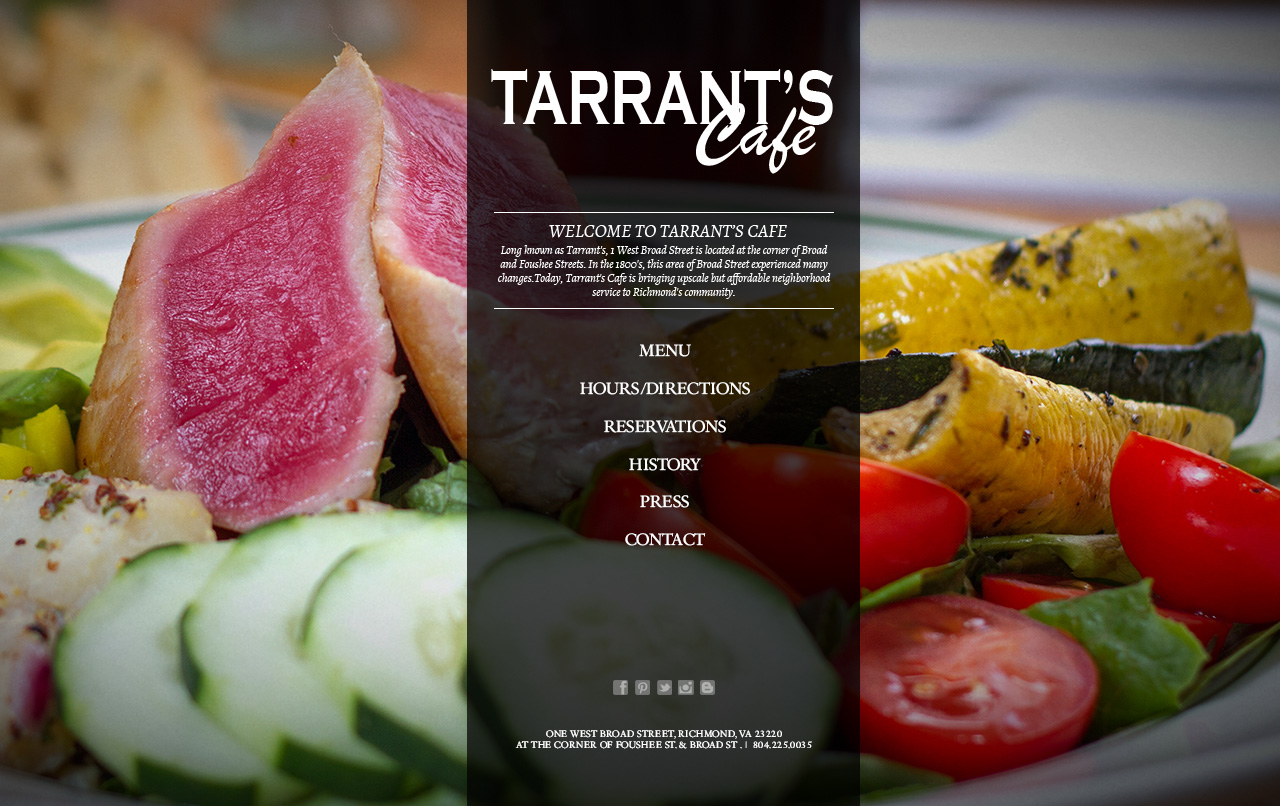 TARRANT'S
Cafe
WELCOME TO TARRANT'S CAFE
Long known as Tarrant's, 1 West Broad Street is located at the corner of Broad
and Foushee Streets. In the 1800's, this area of Broad Street experienced many
changes.Today, Tarrant's Cafe is bringing upscale but affordable neighborhood
service to Richmond's community.
MENU
HOURS/DIRECTIONS
RESERVATIONS
HISTORY
PRESS
CONTACT
ONE WEST BROAD STREET, RICHMOND, VA 23220
AT THE CORNER OF FOUSHEE ST. & BROAD ST . | 804.225.0035